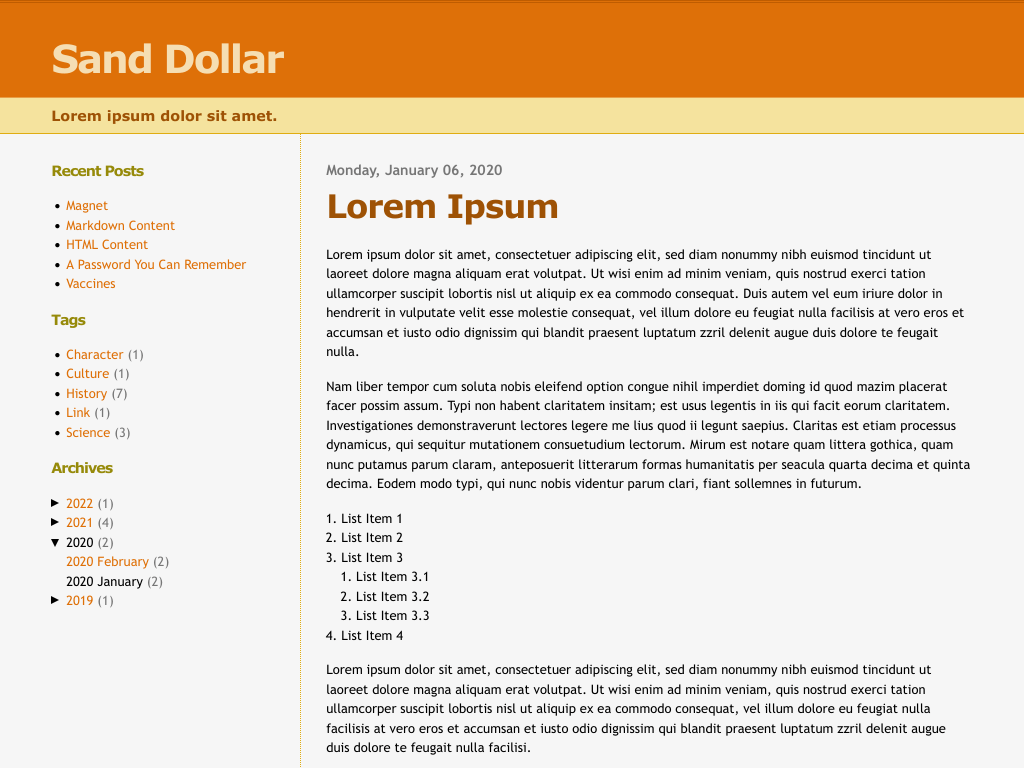 Sand Dollar
Lorem ipsum dolor sit amet.
Recent Posts
Magnet
Markdown Content
HTML Content
A Password You Can Remember
Vaccines
Tags
Character (1)
Culture (1)
History (7)
Link (1)
Science (3)
Archives
► 2022 (1)
► 2021 (4)
▼ 2020 (2)
2020 February (2)
2020 January (2)
► 2019 (1)
Monday, January 06, 2020
Lorem Ipsum
Lorem ipsum dolor sit amet, consectetuer adipiscing elit, sed diam nonummy nibh euismod tincidunt ut
laoreet dolore magna aliquam erat volutpat. Ut wisi enim ad minim veniam, quis nostrud exerci tation
ullamcorper suscipit lobortis nisl ut aliquip ex ea commodo consequat. Duis autem vel eum iriure dolor in
hendrerit in vulputate velit esse molestie consequat, vel illum dolore eu feugiat nulla facilisis at vero eros et
accumsan et iusto odio dignissim qui blandit praesent luptatum zzril delenit augue duis dolore te feugait
nulla.
Nam liber tempor cum soluta nobis eleifend option congue nihil imperdiet doming id quod mazim placerat
facer possim assum. Typi non habent claritatem insitam; est usus legentis in iis qui facit eorum claritatem.
Investigationes demonstraverunt lectores legere me lius quod ii legunt saepius. Claritas est etiam processus
dynamicus, qui sequitur mutationem consuetudium lectorum. Mirum est notare quam littera gothica, quam
nunc putamus parum claram, anteposuerit litterarum formas humanitatis per seacula quarta decima et quinta
decima. Eodem modo typi, qui nunc nobis videntur parum clari, fiant sollemnes in futurum.
1. List Item 1
2. List Item 2
3. List Item 3
1. List Item 3.1
2. List Item 3.2
3. List Item 3.3
4. List Item 4
Lorem ipsum dolor sit amet, consectetuer adipiscing elit, sed diam nonummy nibh euismod tincidunt ut
laoreet dolore magna aliquam erat volutpat. Ut wisi enim ad minim veniam, quis nostrud exerci tation
ullamcorper suscipit lobortis nisl ut aliquip ex ea commodo consequat, vel illum dolore eu feugiat nulla
facilisis at vero eros et accumsan et iusto odio dignissim qui blandit praesent luptatum zzril delenit augue
duis dolore te feugait nulla facilisi.